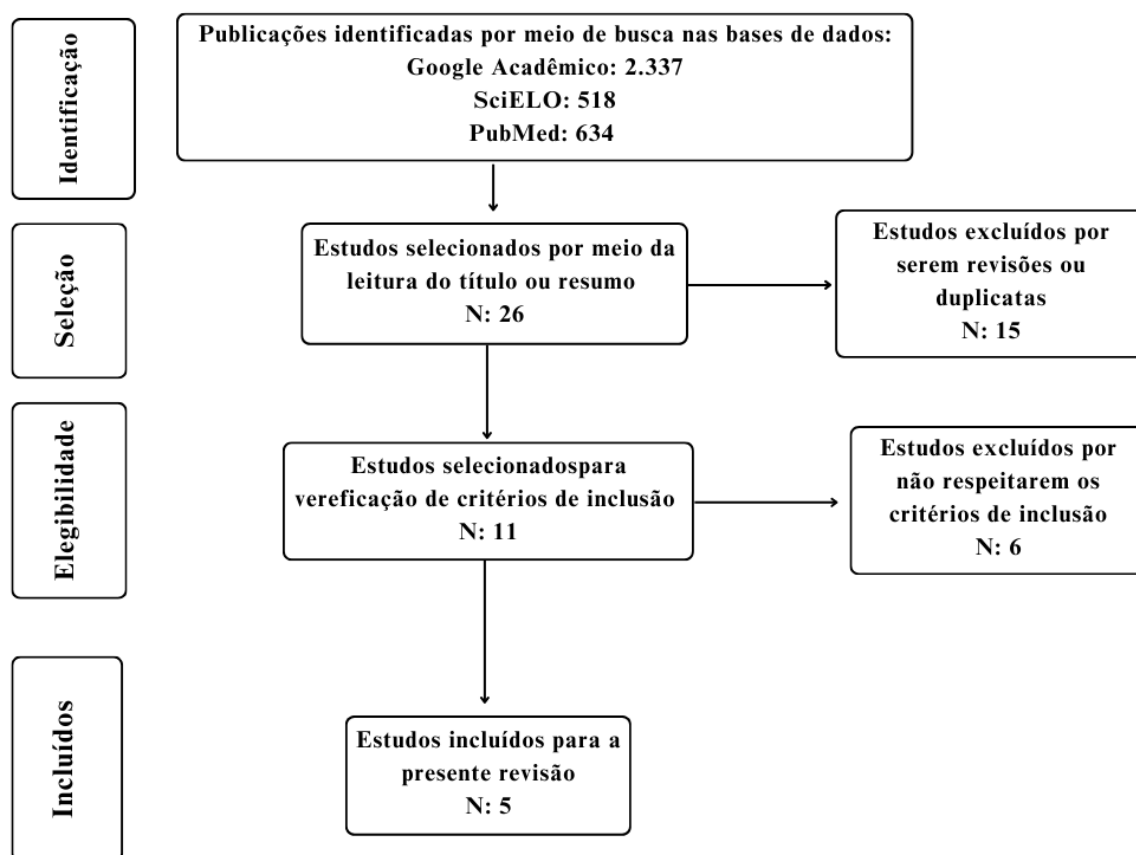 Identificação
Publicações identificadas por meio de busca nas bases de dados:
Google Acadêmico: 2.337
SciELO: 518
PubMed: 634
Seleção
Estudos selecionados por meio da
leitura do título ou resumo
N: 26
Estudos excluídos por
serem revisões ou
duplicatas
N: 15
Elegibilidade
Estudos selecionadospara
vereficação de critérios de inclusão
N: 11
Estudos excluídos por
não respeitarem os
critérios de inclusão
N: 6
Incluídos
Estudos incluídos para a
presente revisão
N: 5